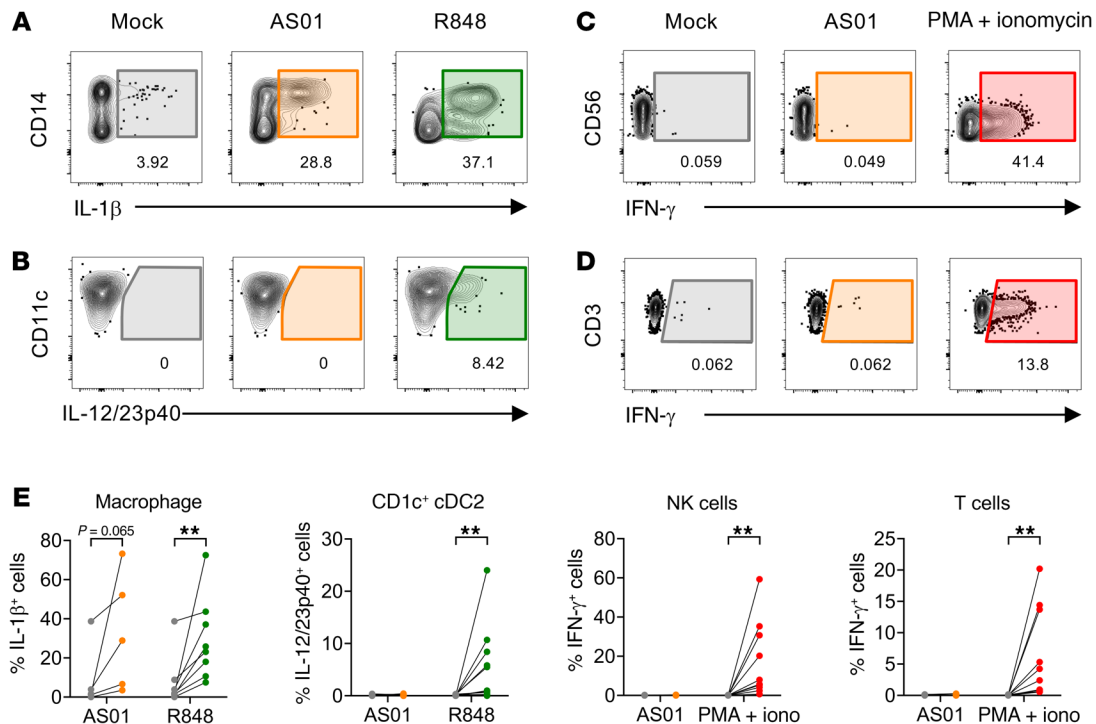 A
Mock
AS01
R848
CD14
3.92
28.8
37.1
IL-1β
B
CD11c
0
0
8.42
IL-12/23p40
C
Mock
AS01
PMA + ionomycin
CD56
0.059
0.049
41.4
IFN-γ
D
CD3
0.062
0.062
13.8
IFN-γ
E
Macrophage
% IL-1β⁺ cells
P = 0.065
**
80
60
40
20
0
AS01
R848
CD1c⁺ cDC2
% IL-12/23p40⁺ cells
**
30
20
10
0
AS01
R848
NK cells
% IFN-γ⁺ cells
**
80
60
40
20
0
AS01
PMA + iono
T cells
% IFN-γ⁺ cells
**
25
20
15
10
5
0
AS01
PMA + iono